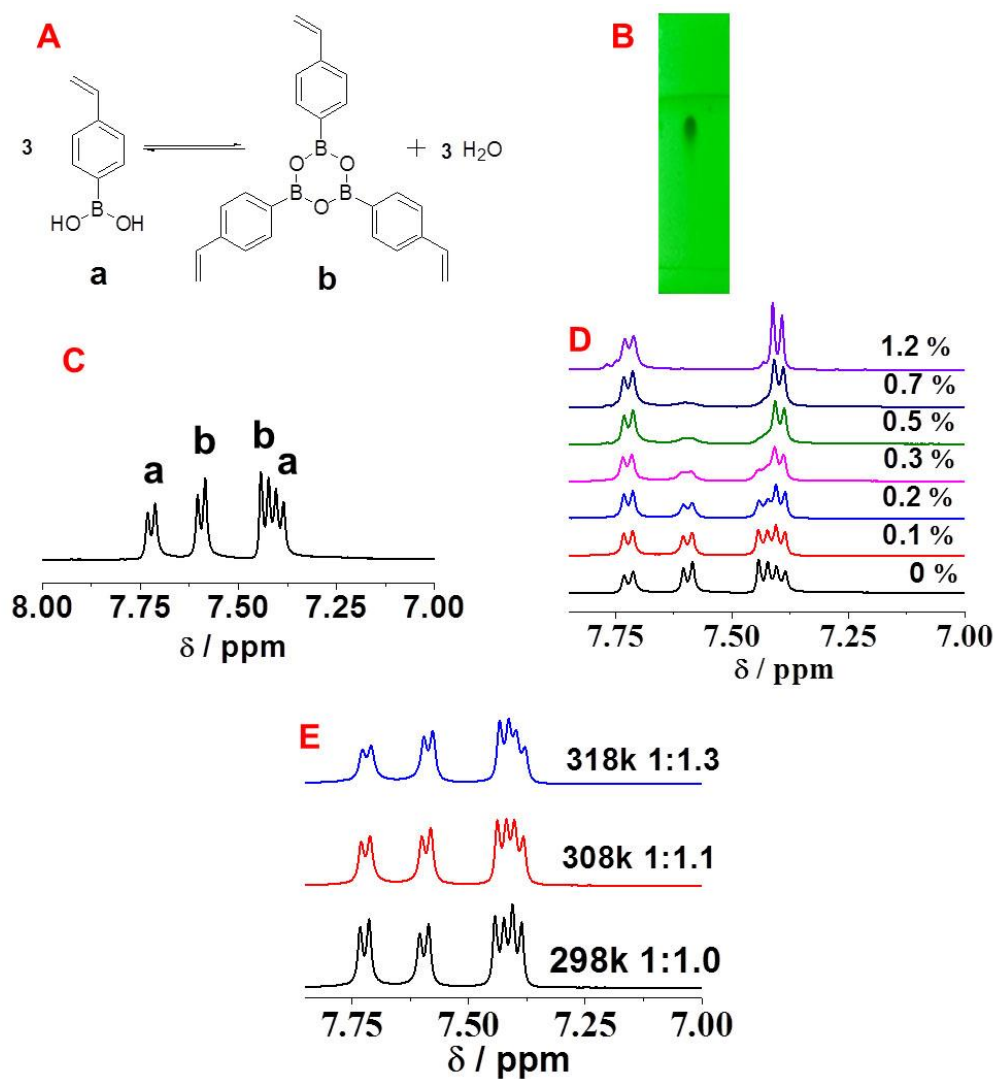 A
3
B
HO OH
a
B
O O
B B
O
b
+ 3 H₂O
B
C
a
b
b
a
8.00 7.75 7.50 7.25 7.00
δ / ppm
D
1.2 %
0.7 %
0.5 %
0.3 %
0.2 %
0.1 %
0 %
7.75 7.50 7.25 7.00
δ / ppm
E
318k 1:1.3
308k 1:1.1
298k 1:1.0
7.75 7.50 7.25 7.00
δ / ppm